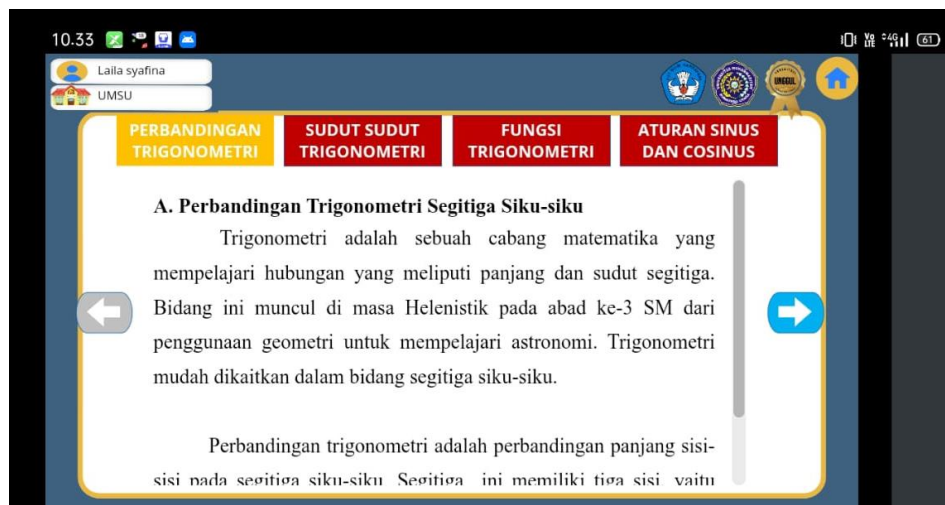 10.33
VoLTE 4G 61
Laila syafina
UMSU
UNGGUL
PERBANDINGAN
TRIGONOMETRI
SUDUT SUDUT
TRIGONOMETRI
FUNGSI
TRIGONOMETRI
ATURAN SINUS
DAN COSINUS
A. Perbandingan Trigonometri Segitiga Siku-siku
Trigonometri adalah sebuah cabang matematika yang
mempelajari hubungan yang meliputi panjang dan sudut segitiga.
Bidang ini muncul di masa Helenistik pada abad ke-3 SM dari
penggunaan geometri untuk mempelajari astronomi. Trigonometri
mudah dikaitkan dalam bidang segitiga siku-siku.
Perbandingan trigonometri adalah perbandingan panjang sisi-
sisi pada segitiga siku-siku. Segitiga ini memiliki tiga sisi yaitu